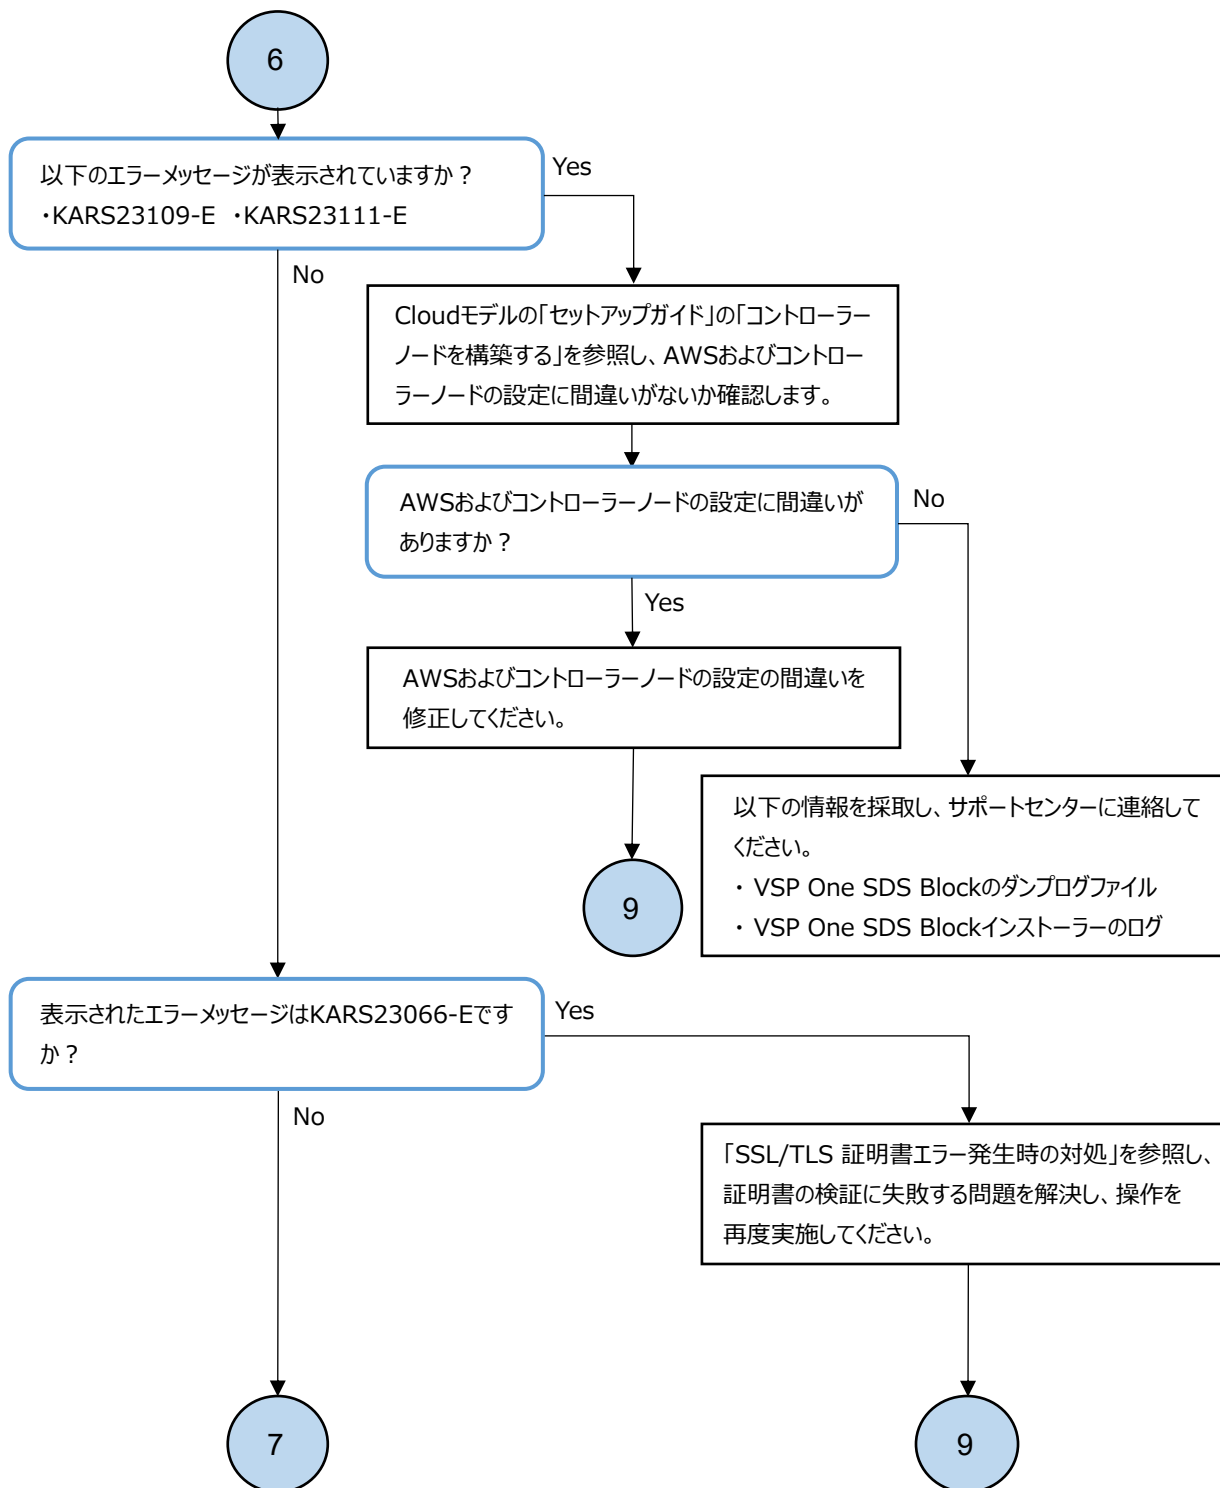 6
以下のエラーメッセージが表示されていますか？
・KARS23109-E ・KARS23111-E
Yes
No
Cloudモデルの「セットアップガイド」の「コントローラー
ノードを構築する」を参照し、AWSおよびコントロー
ラーノードの設定に間違いがないか確認します。
AWSおよびコントローラーノードの設定に間違いが
ありますか？
No
Yes
AWSおよびコントローラーノードの設定の間違いを
修正してください。
以下の情報を採取し、サポートセンターに連絡して
ください。
・ VSP One SDS Blockのダンプログファイル
・ VSP One SDS Blockインストーラーのログ
9
表示されたエラーメッセージはKARS23066-Eです
か？
Yes
No
「SSL/TLS 証明書エラー発生時の対処」を参照し、
証明書の検証に失敗する問題を解決し、操作を
再度実施してください。
7
9